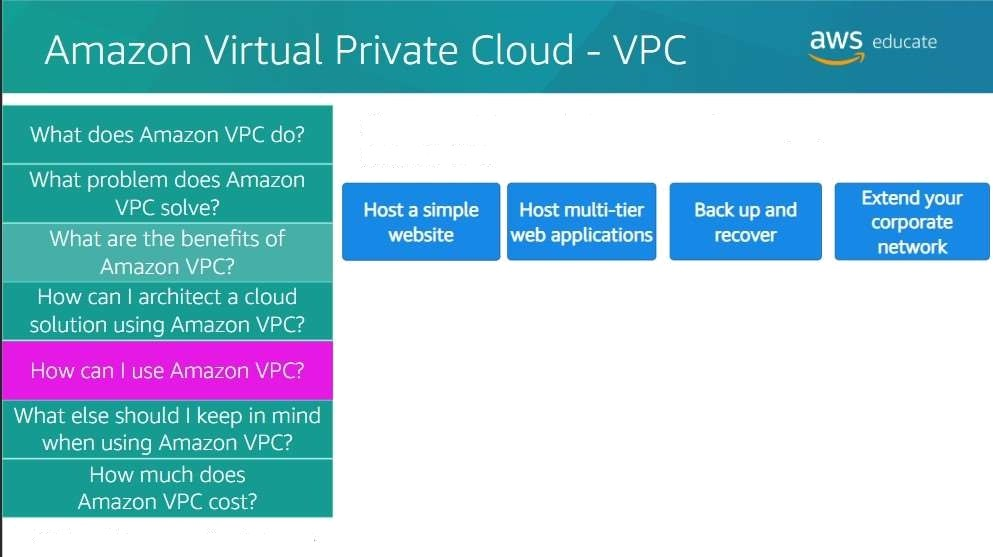 Amazon Virtual Private Cloud - VPC
aws educate
What does Amazon VPC do?
What problem does Amazon
VPC solve?
What are the benefits of
Amazon VPC?
How can I architect a cloud
solution using Amazon VPC?
How can I use Amazon VPC?
What else should I keep in mind
when using Amazon VPC?
How much does
Amazon VPC cost?
Host a simple
website
Host multi-tier
web applications
Back up and
recover
Extend your
corporate
network